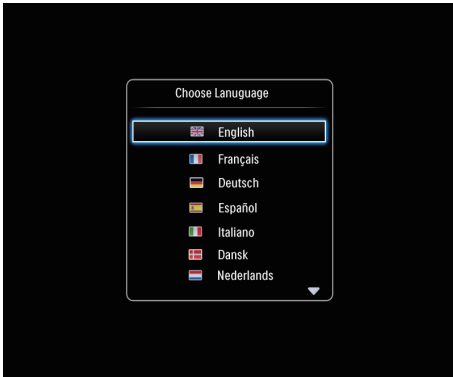 Choose Lanuguage
English
Français
Deutsch
Español
Italiano
Dansk
Nederlands